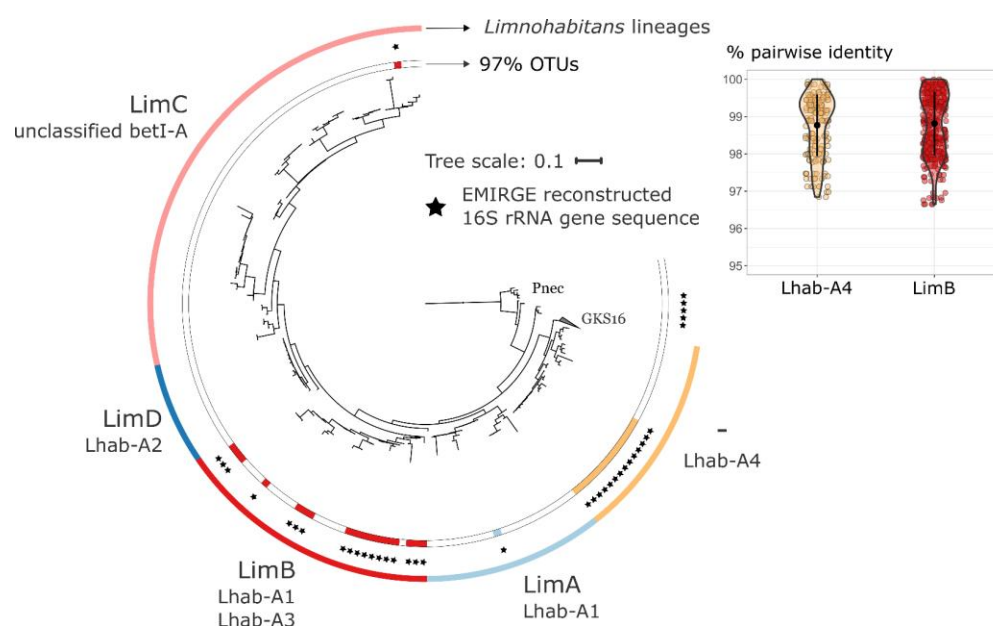 Limnohabitans lineages
97% OTUs
LimC
unclassified betI-A
Tree scale: 0.1
EMIRGE reconstructed
16S rRNA gene sequence
Pnec
GKS16
LimD
Lhab-A2
LimB
Lhab-A1
Lhab-A3
LimA
Lhab-A1
-
Lhab-A4
% pairwise identity
100
99
98
97
96
95
Lhab-A4 LimB